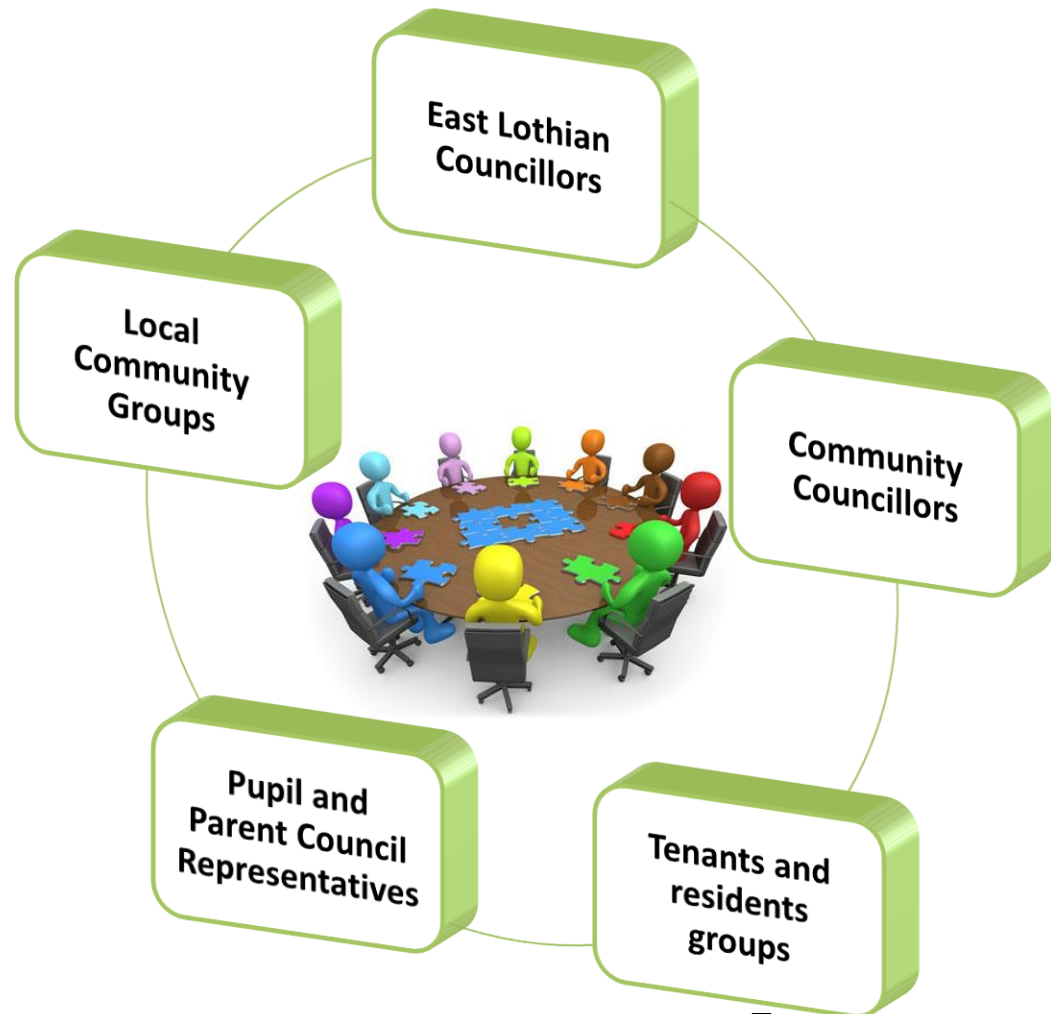 East Lothian
Councillors
Local
Community
Groups
Community
Councillors
Pupil and
Parent Council
Representatives
Tenants and
residents
groups